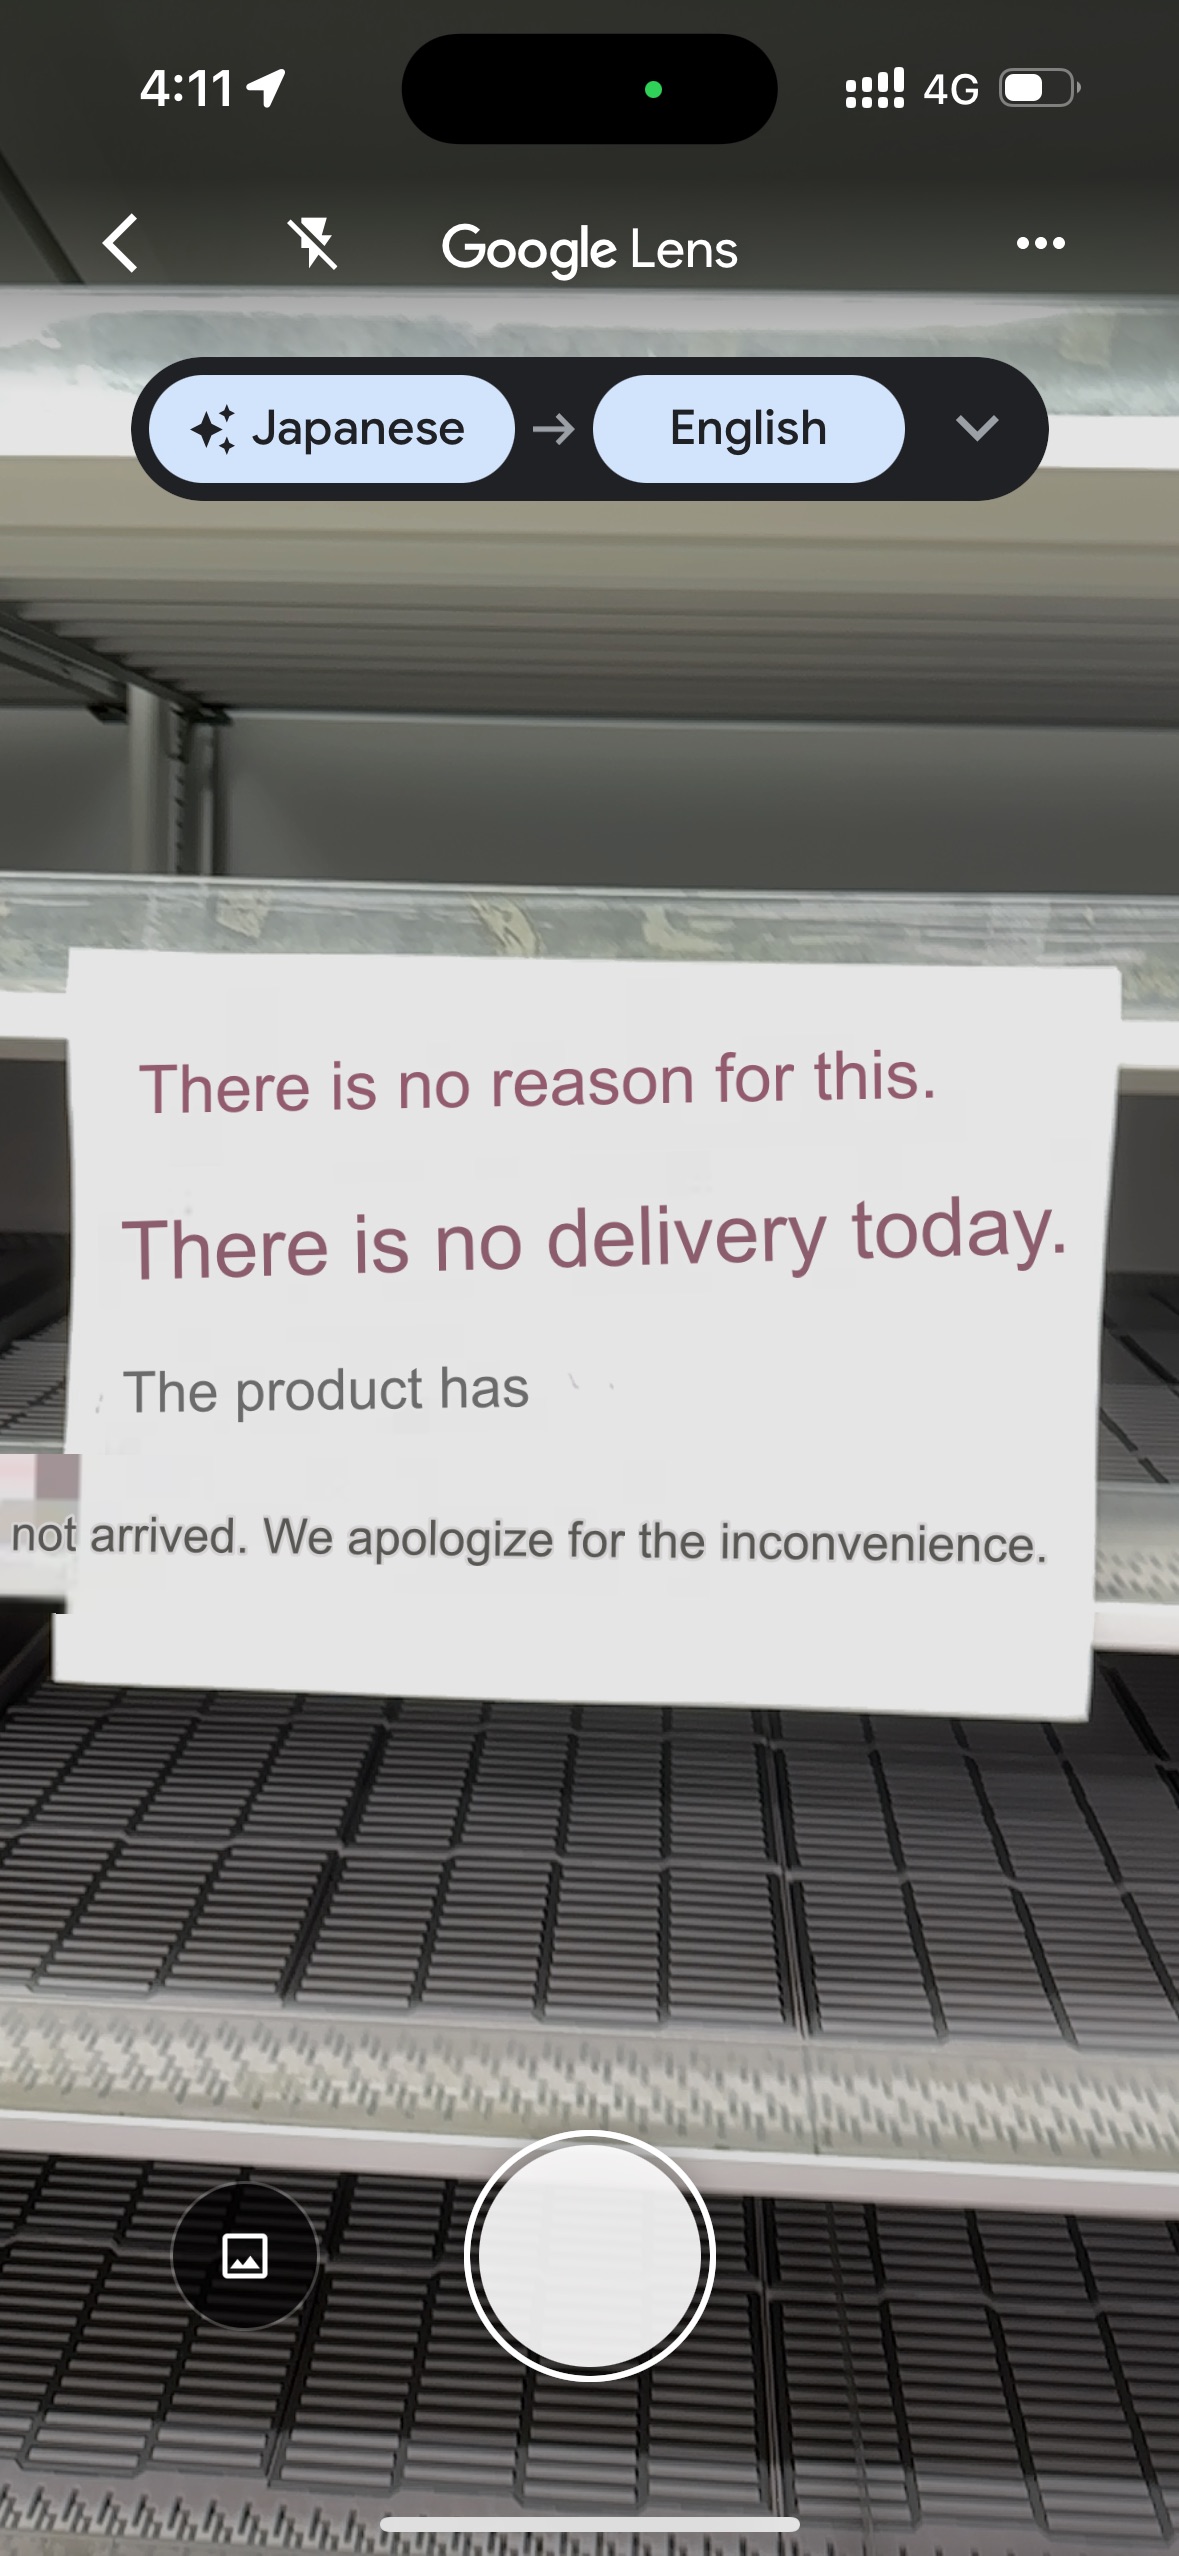 4:11
4G
Google Lens
Japanese → English
There is no reason for this.
There is no delivery today.
The product has
not arrived. We apologize for the inconvenience.